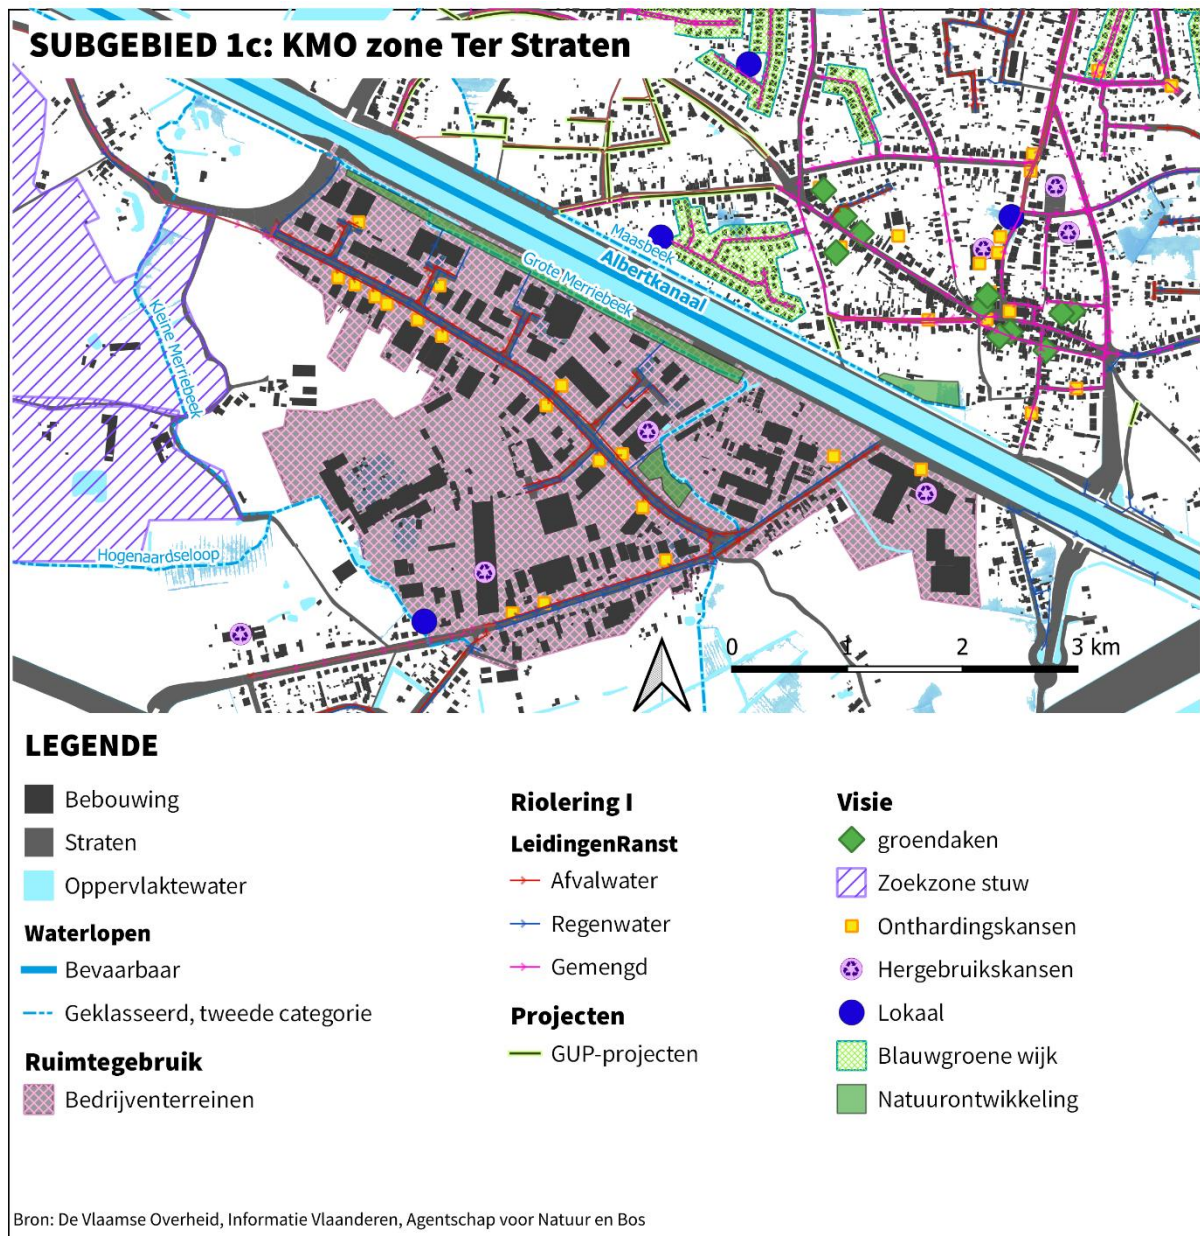 SUBGEBIED 1c: KMO zone Ter Straten
Maasbeek
Albertkanaal
Grote Merriebeek
Kleine Merriebeek
Hogenaardseloop
0 1 2 3 km
LEGENDE
Bebouwing
Straten
Oppervlaktewater
Waterlopen
Bevaarbaar
Geklasseerd, tweede categorie
Ruimtegebruik
Bedrijventerreinen
Riolering I
LeidingenRanst
Afvalwater
Regenwater
Gemengd
Projecten
GUP-projecten
Visie
groendaken
Zoekzone stuw
Onthardingskansen
Hergebruikskansen
Lokaal
Blauwgroene wijk
Natuurontwikkeling
Bron: De Vlaamse Overheid, Informatie Vlaanderen, Agentschap voor Natuur en Bos